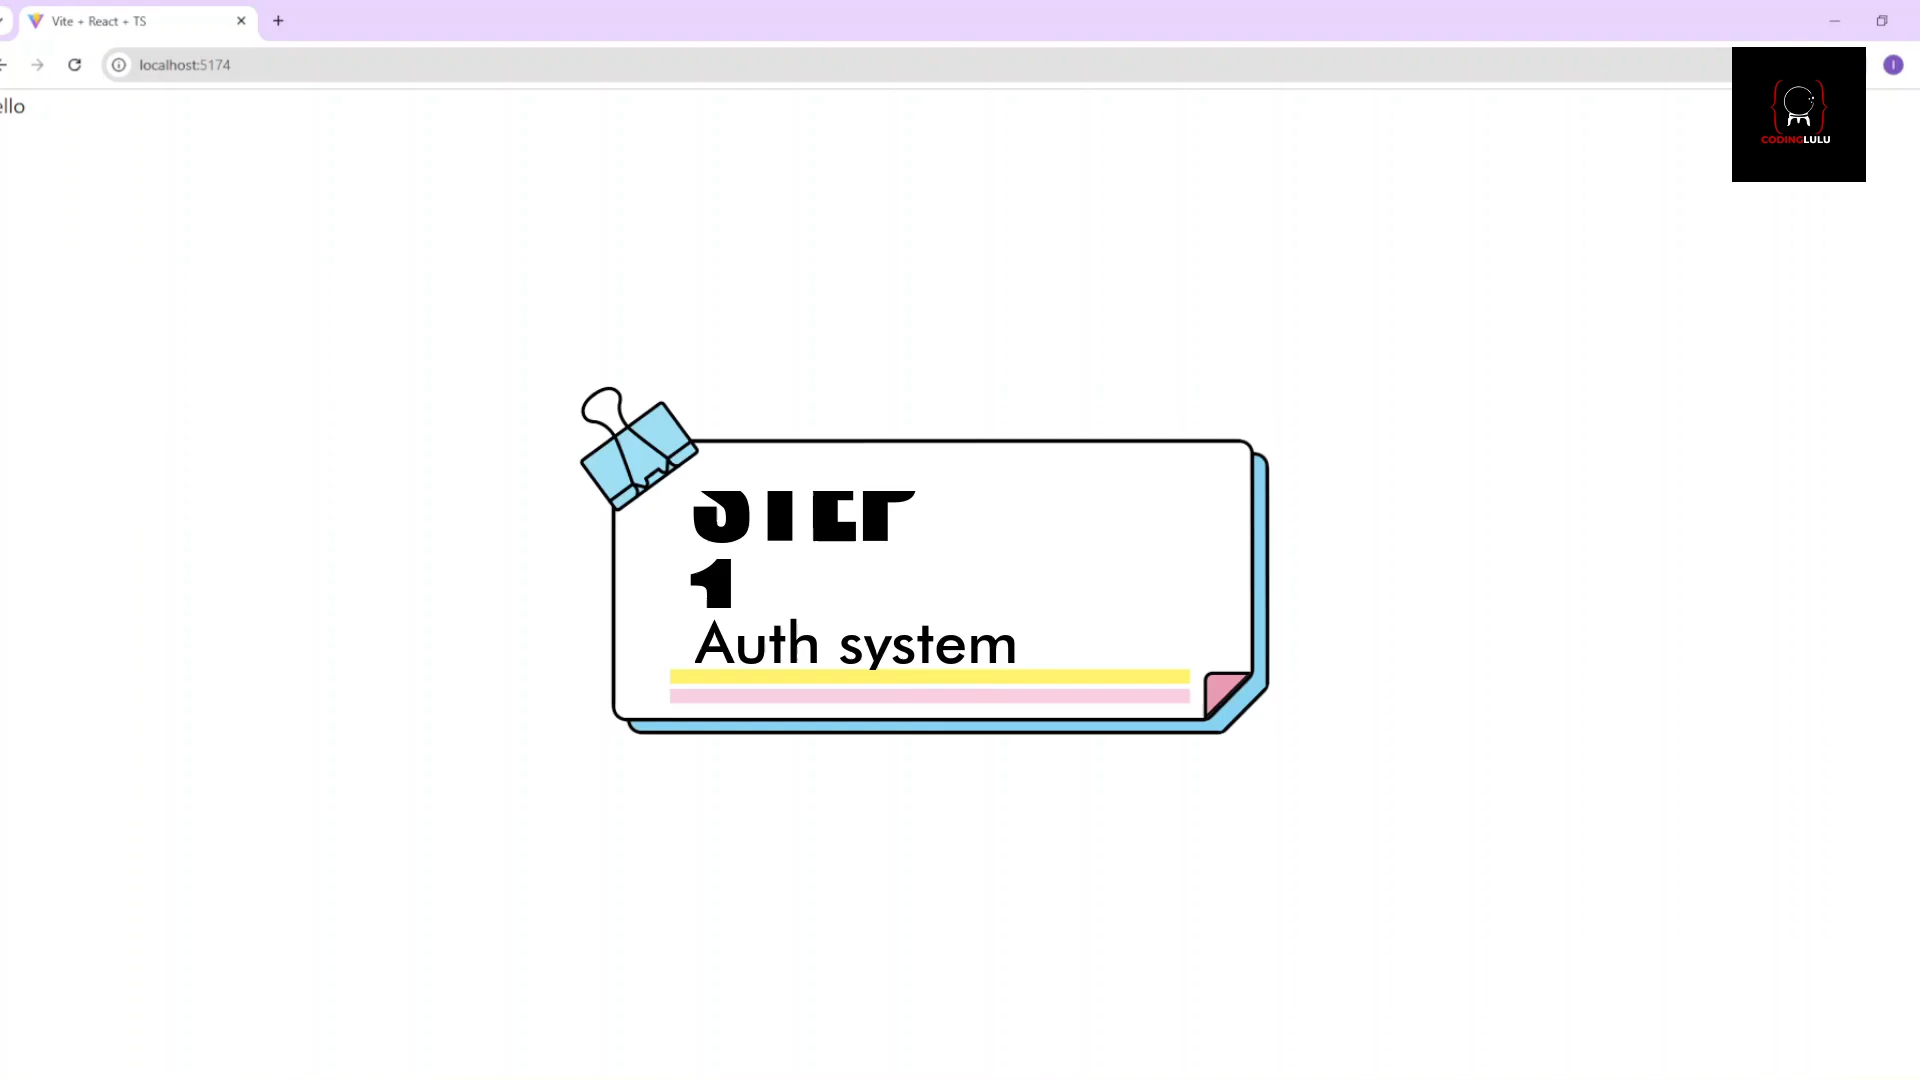 Vite + React + TS
localhost:5174
ello
CODINGLULU
STEP
1
Auth system